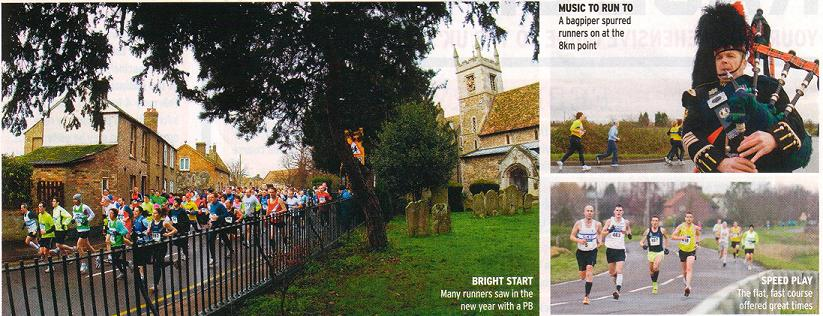 MUSIC TO RUN TO
A bagpiper spurred
runners on at the
8km point
BRIGHT START
Many runners saw in the
new year with a PB
SPEED PLAY
The flat, fast course
offered great times